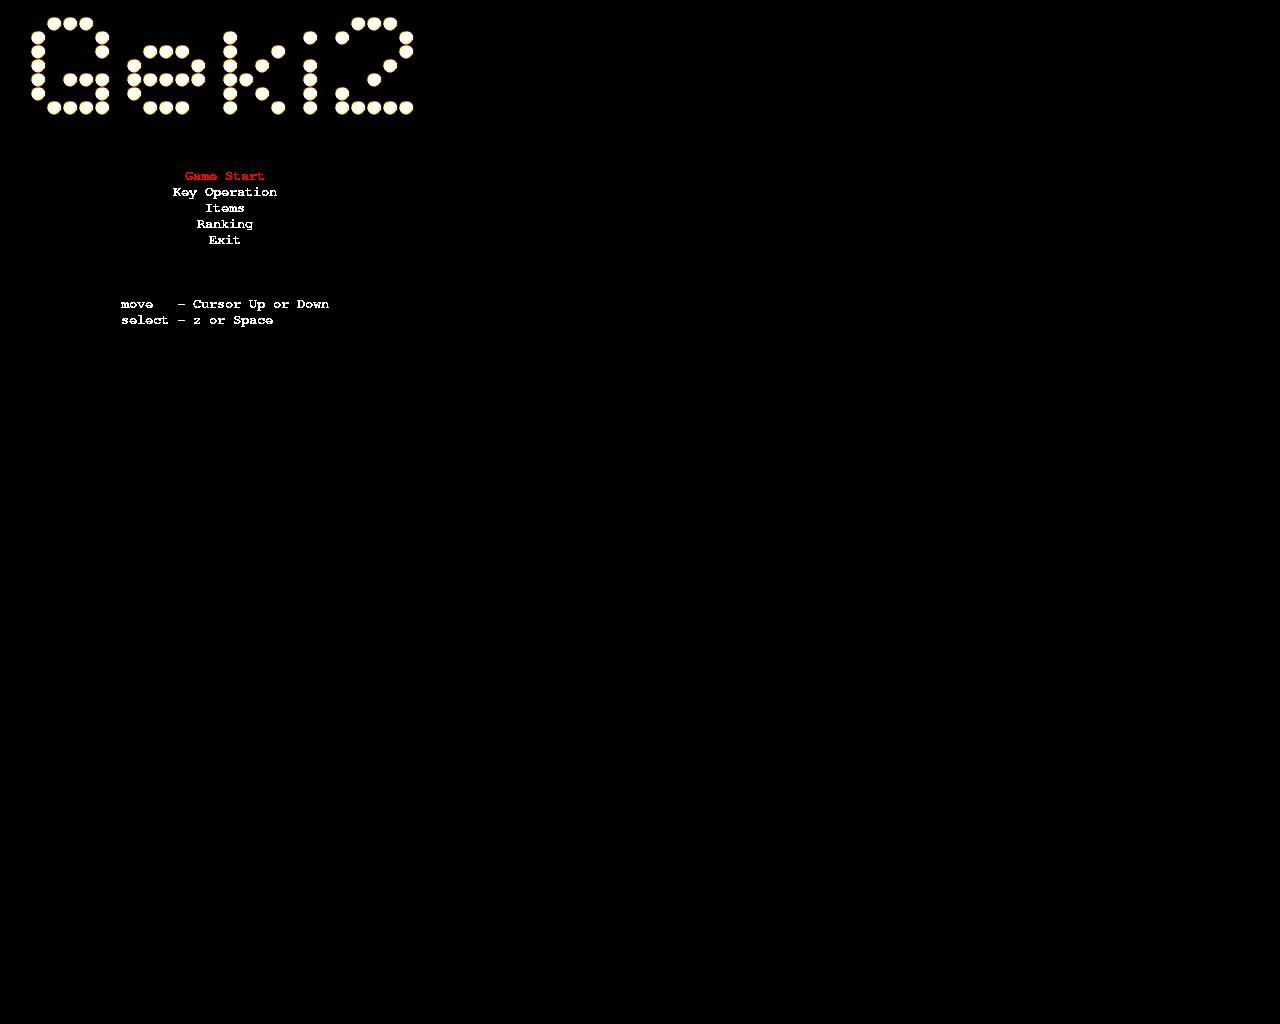 Geki2
Game Start
Key Operation
Items
Ranking
Exit
move   - Cursor Up or Down
select - z or Space